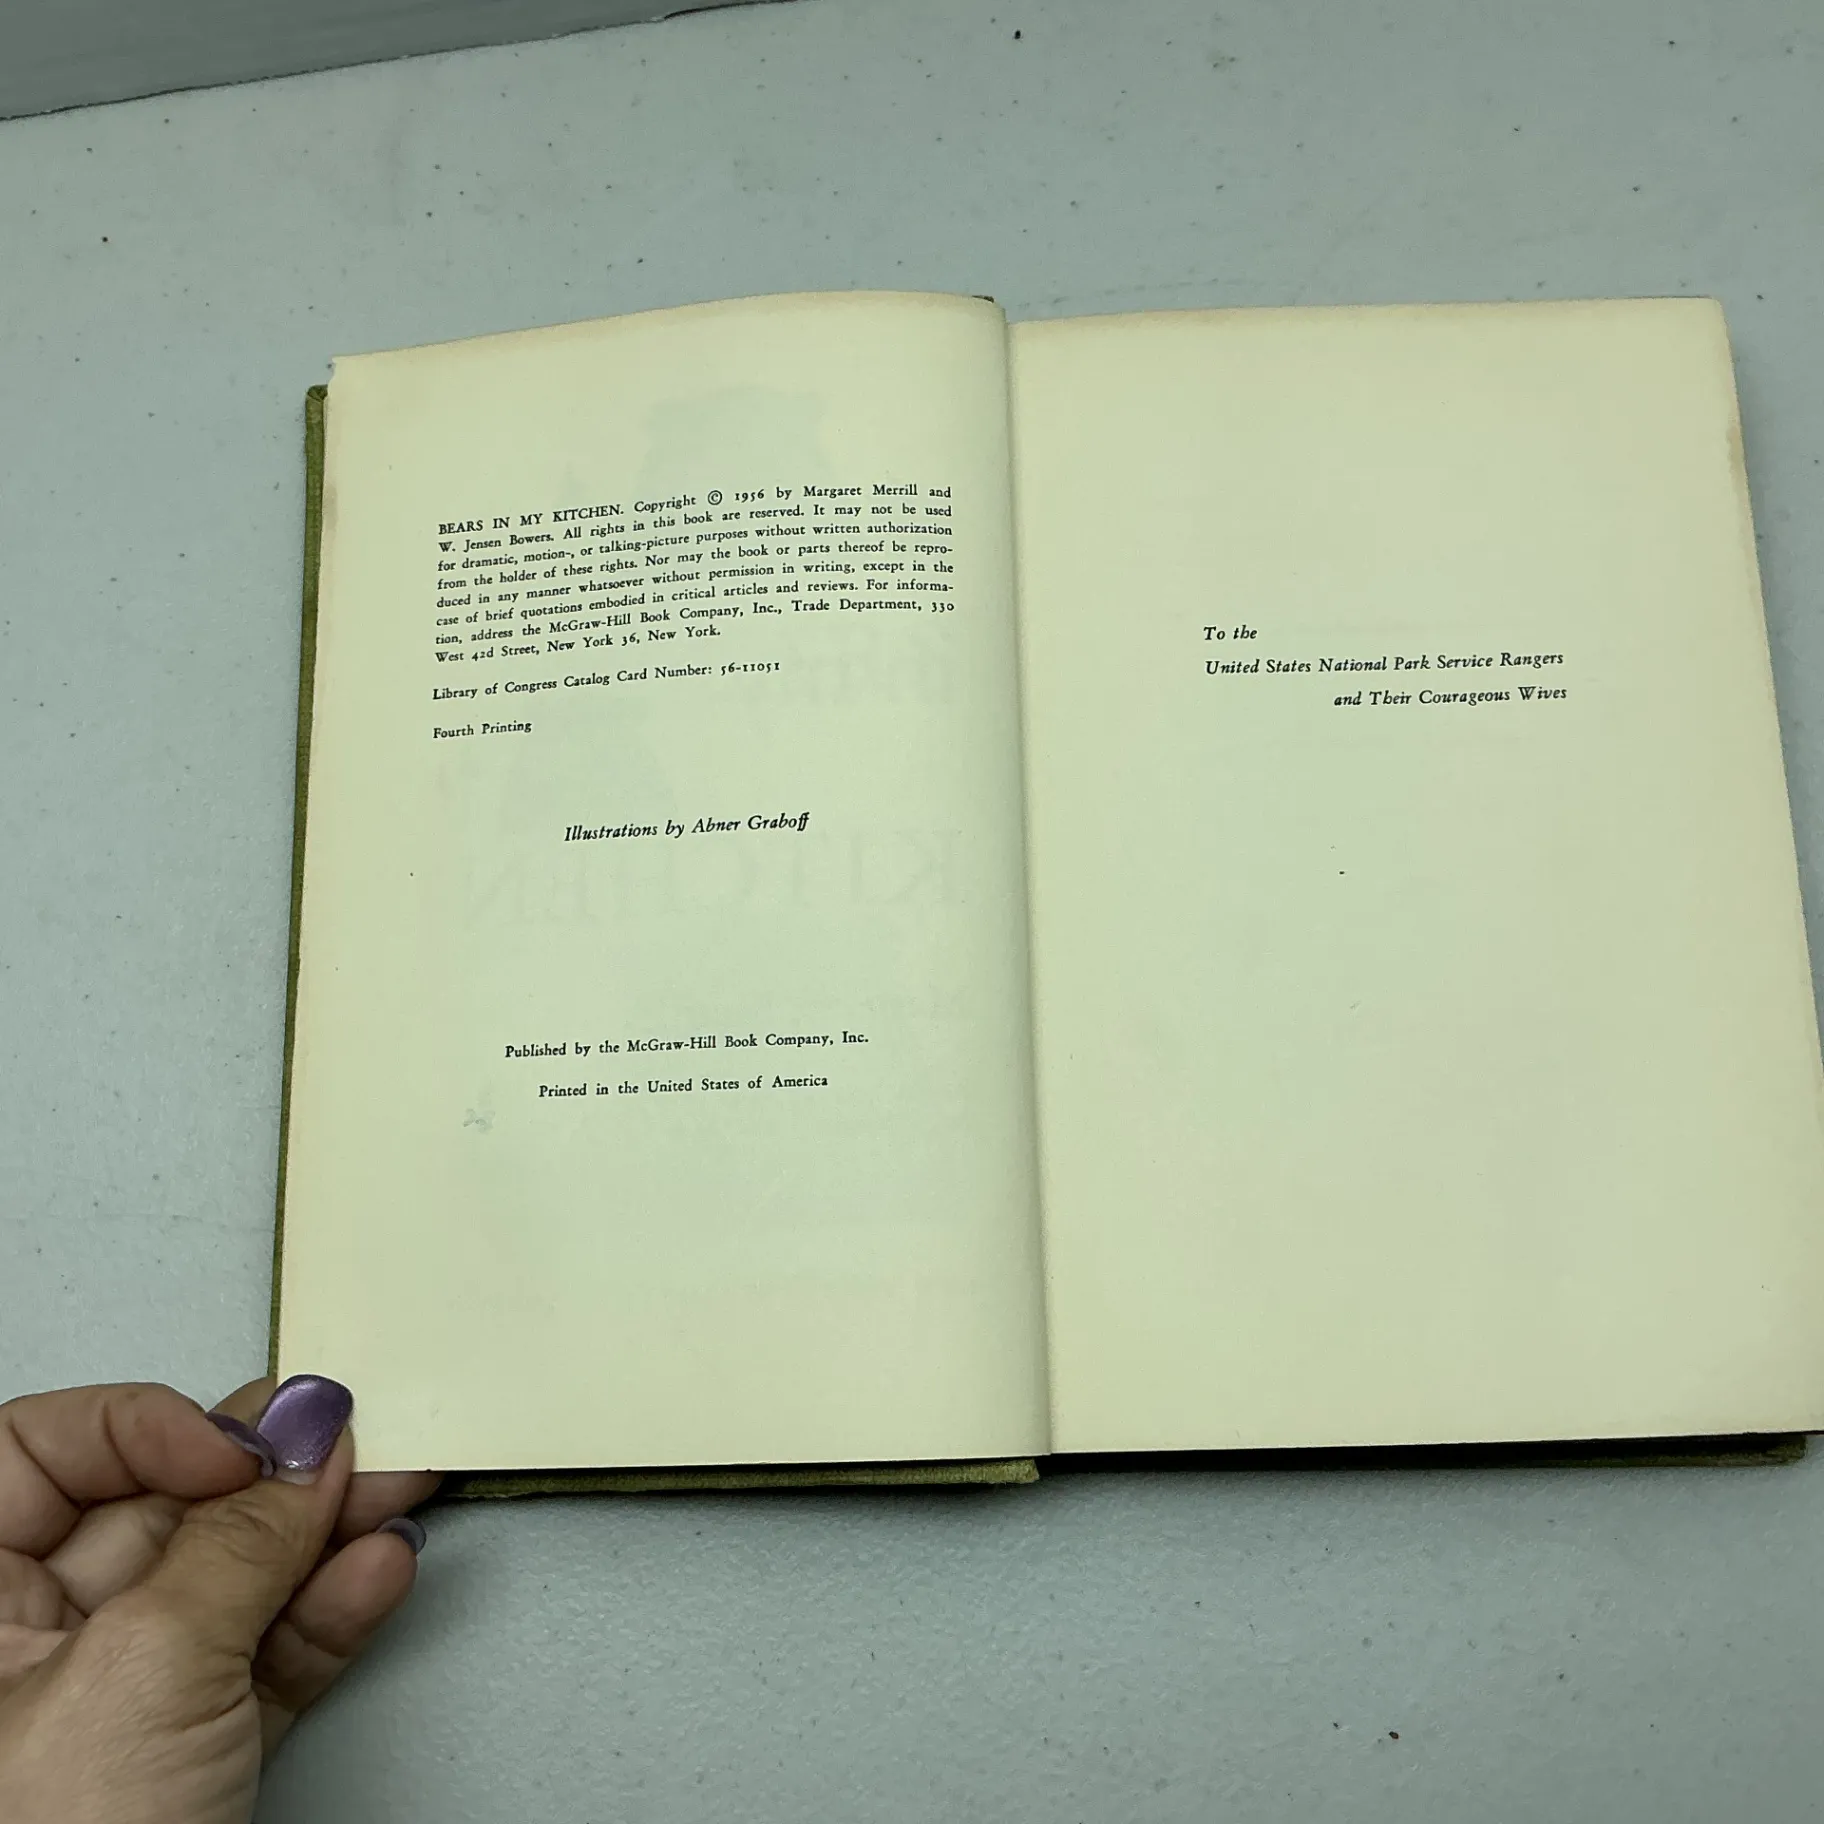 BEARS IN MY KITCHEN. Copyright © 1956 by Margaret Merrill and
W. Jensen Bowers. All rights in this book are reserved. It may not be used
for dramatic, motion-, or talking-picture purposes without written authorization
from the holder of these rights. Nor may the book or parts thereof be repro-
duced in any manner whatsoever without permission in writing, except in the
case of brief quotations embodied in critical articles and reviews. For informa-
tion, address the McGraw-Hill Book Company, Inc., Trade Department, 330
West 42d Street, New York 36, New York.
Library of Congress Catalog Card Number: 56-11051
Fourth Printing
Illustrations by Abner Graboff
Published by the McGraw-Hill Book Company, Inc.
Printed in the United States of America
To the
United States National Park Service Rangers
and Their Courageous Wives